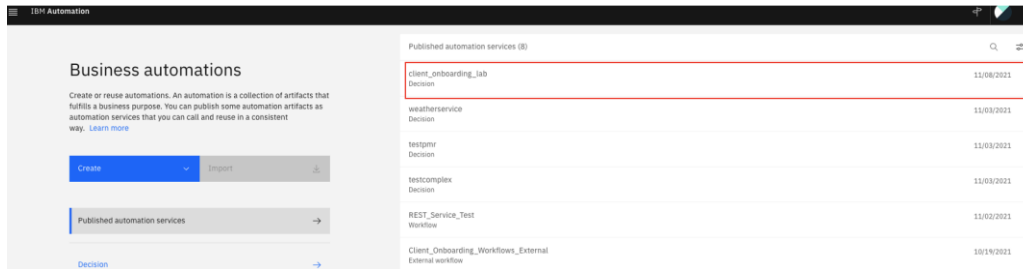 IBM Automation
Business automations
Create or reuse automations. An automation is a collection of artifacts that
fulfills a business purpose. You can publish some automation artifacts as
automation services that you can call and reuse in a consistent
way. Learn more
Create
Import
Published automation services
Decision
Published automation services (8)
client_onboarding_lab
11/08/2021
Decision
weatherservice
11/03/2021
Decision
testpmr
11/03/2021
Decision
testcomplex
11/03/2021
Decision
REST_Service_Test
11/02/2021
Workflow
Client_Onboarding_Workflows_External
10/19/2021
External workflow